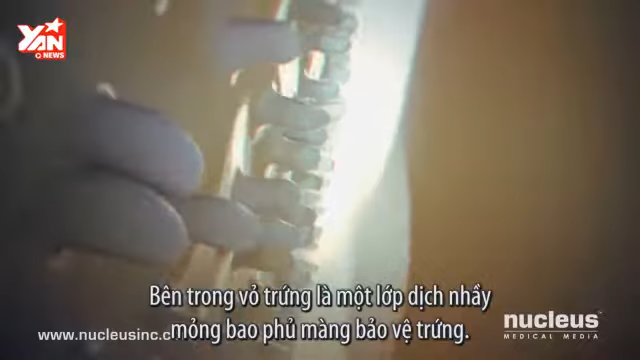 YAN
NEWS
Bên trong vỏ trứng là một lớp dịch nhầy
mỏng bao phủ màng bảo vệ trứng.
www.nucleusinc.c
nucleus™
MEDICAL MEDIA